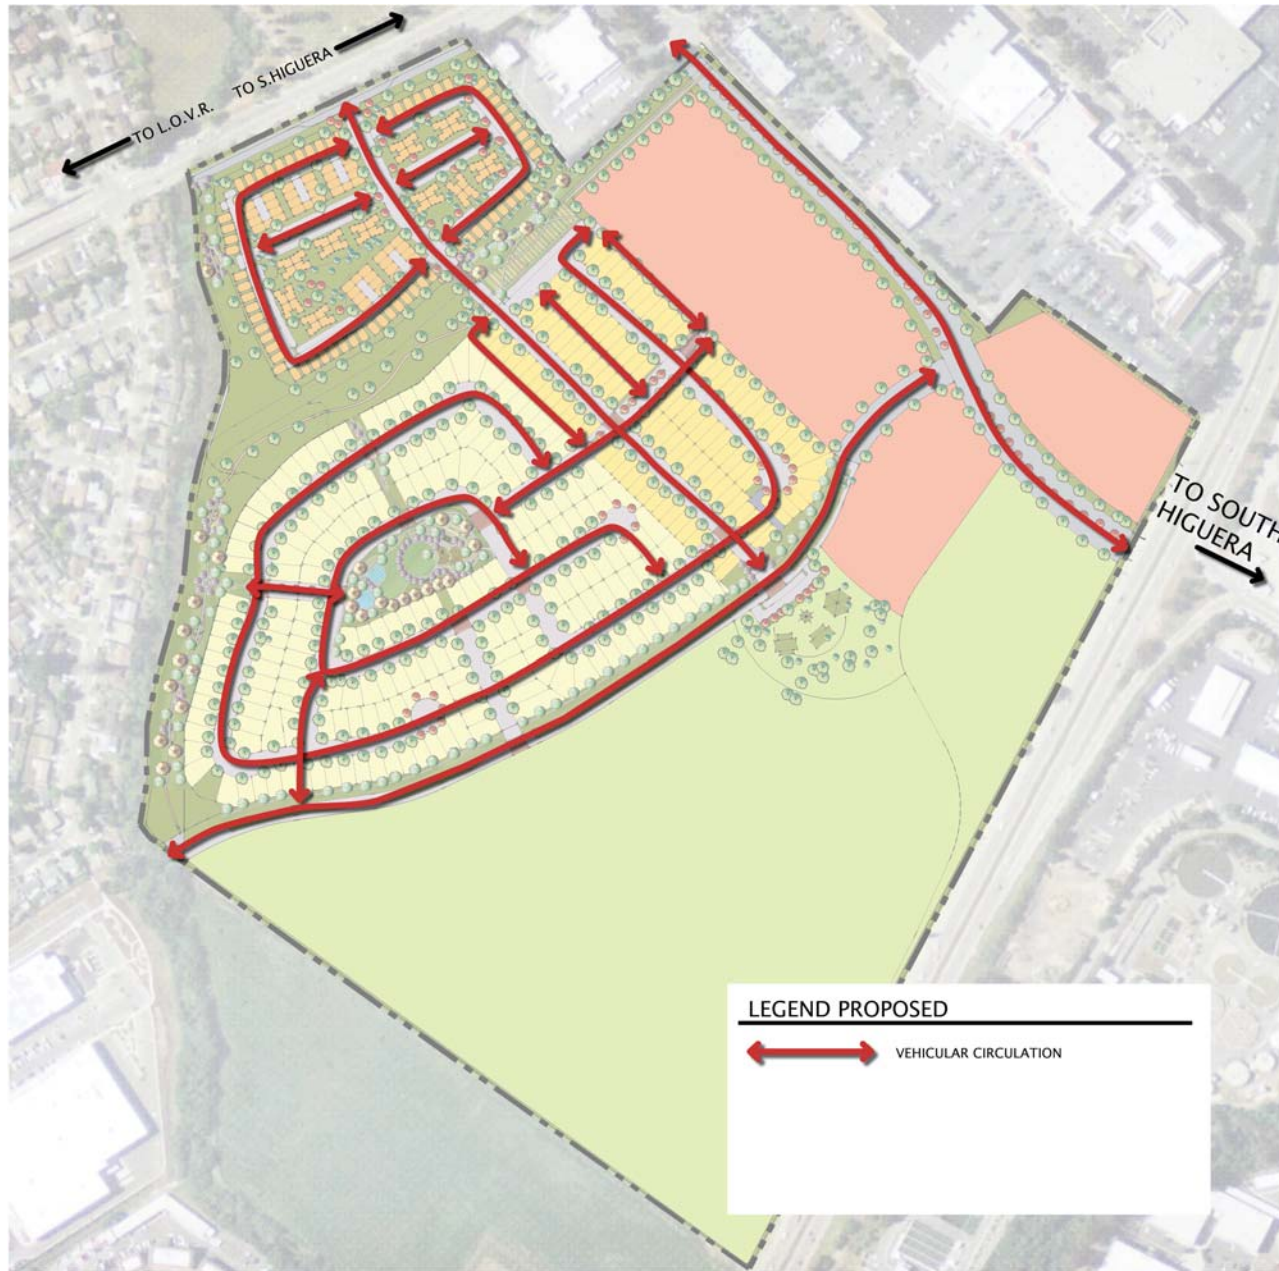 TO L.O.V.R.
TO S.HIGUERA
TO SOUTH
HIGUERA
LEGEND PROPOSED
VEHICULAR CIRCULATION